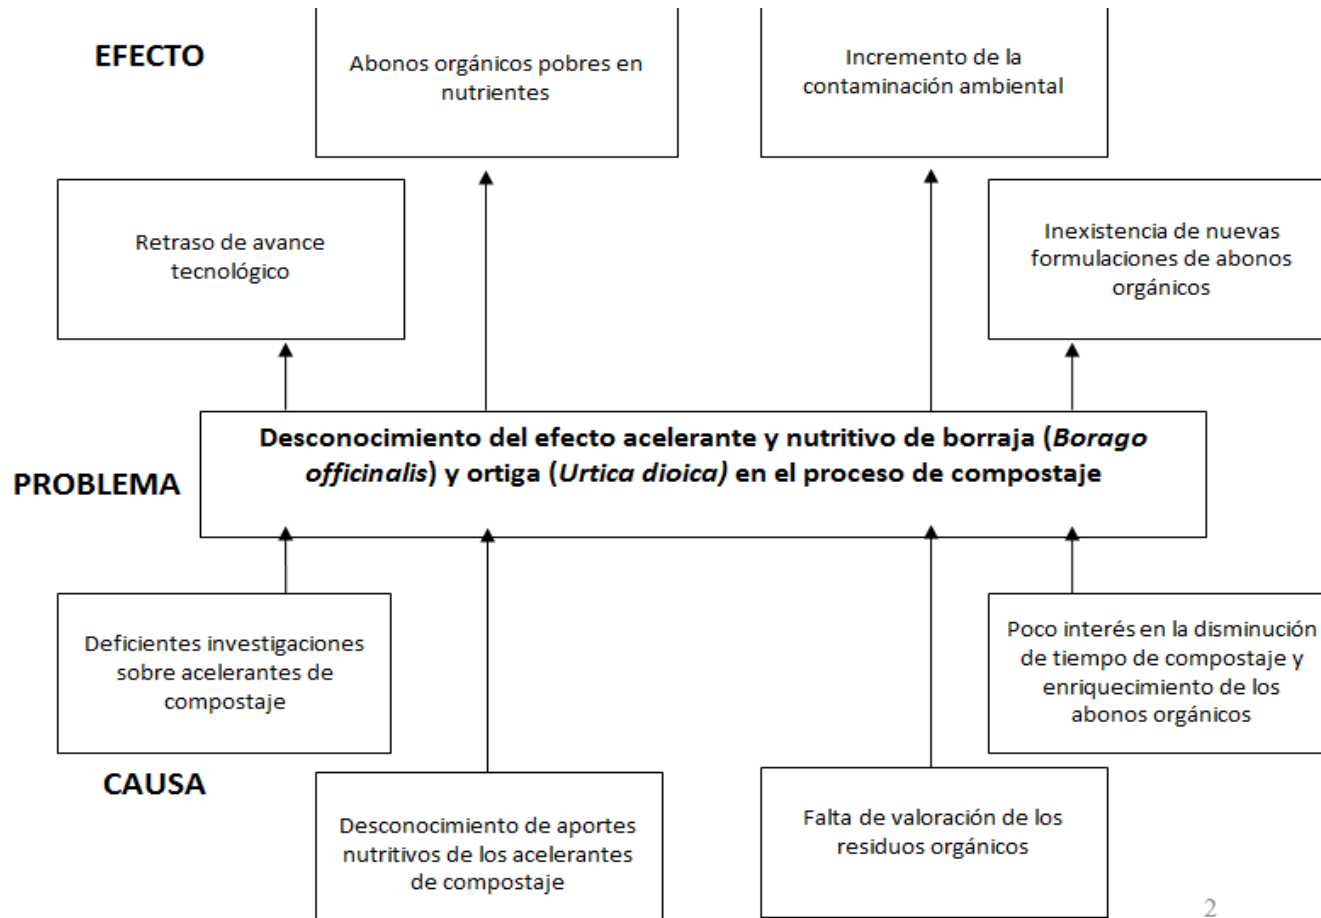 EFECTO
Abonos orgánicos pobres en
nutrientes
Incremento de la
contaminación ambiental
Retraso de avance
tecnológico
Inexistencia de nuevas
formulaciones de abonos
orgánicos
PROBLEMA
Desconocimiento del efecto acelerante y nutritivo de borraja (Borago
officinalis) y ortiga (Urtica dioica) en el proceso de compostaje
Deficientes investigaciones
sobre acelerantes de
compostaje
Poco interés en la disminución
de tiempo de compostaje y
enriquecimiento de los
abonos orgánicos
CAUSA
Desconocimiento de aportes
nutritivos de los acelerantes
de compostaje
Falta de valoración de los
residuos orgánicos
2